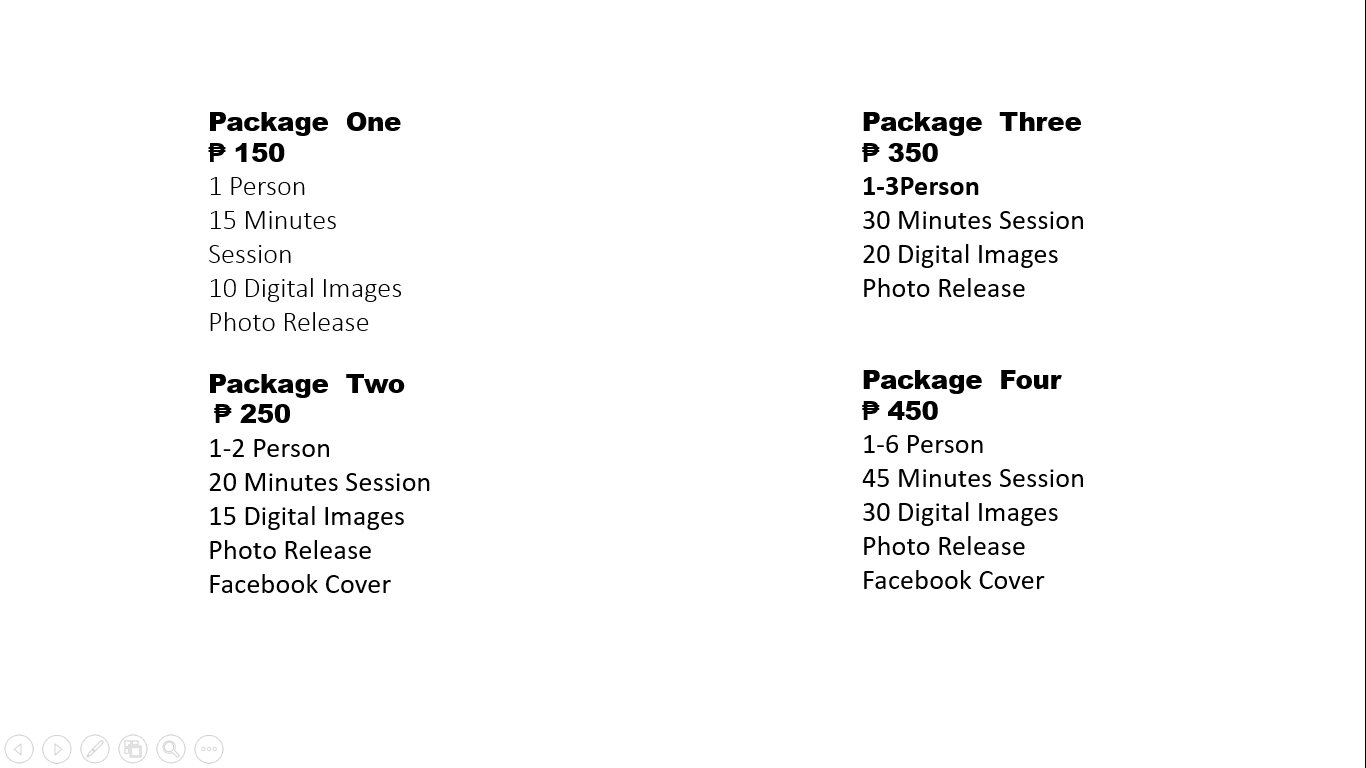 Package One
₱ 150
1 Person
15 Minutes
Session
10 Digital Images
Photo Release
Package Two
₱ 250
1-2 Person
20 Minutes Session
15 Digital Images
Photo Release
Facebook Cover
Package Three
₱ 350
1-3Person
30 Minutes Session
20 Digital Images
Photo Release
Package Four
₱ 450
1-6 Person
45 Minutes Session
30 Digital Images
Photo Release
Facebook Cover